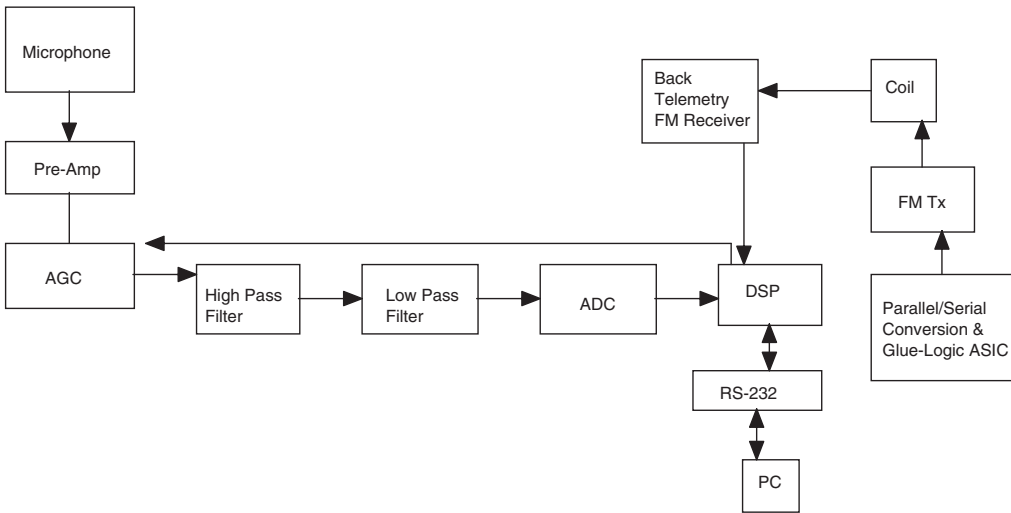 Microphone
Pre-Amp
AGC
High Pass
Filter
Low Pass
Filter
ADC
DSP
RS-232
PC
Back
Telemetry
FM Receiver
Coil
FM Tx
Parallel/Serial
Conversion &
Glue-Logic ASIC